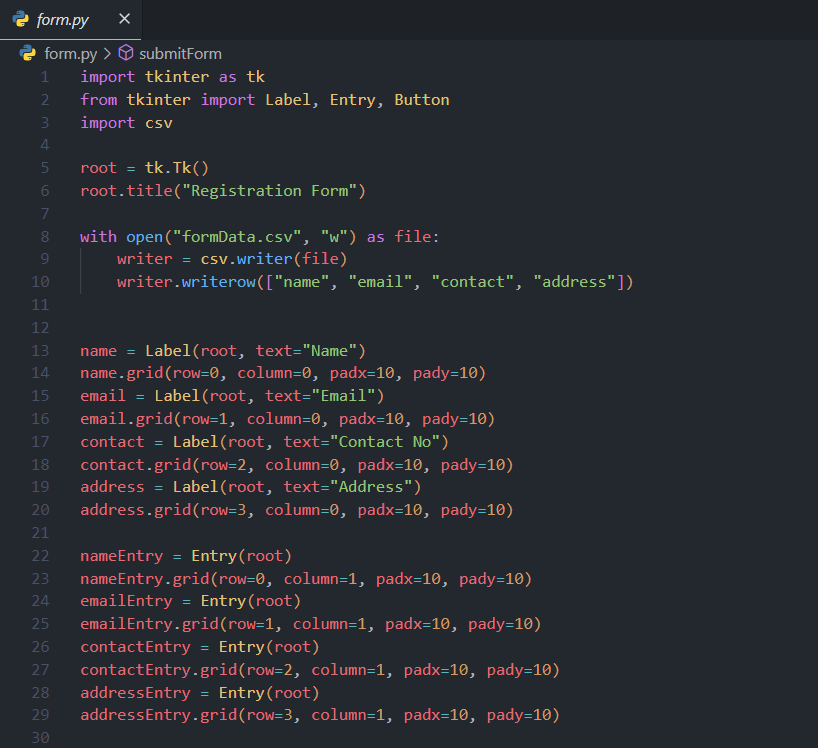 form.py ×
form.py > submitForm
1 import tkinter as tk
2 from tkinter import Label, Entry, Button
3 import csv
4
5 root = tk.Tk()
6 root.title("Registration Form")
7
8 with open("formData.csv", "w") as file:
9     writer = csv.writer(file)
10     writer.writerow(["name", "email", "contact", "address"])
11
12
13 name = Label(root, text="Name")
14 name.grid(row=0, column=0, padx=10, pady=10)
15 email = Label(root, text="Email")
16 email.grid(row=1, column=0, padx=10, pady=10)
17 contact = Label(root, text="Contact No")
18 contact.grid(row=2, column=0, padx=10, pady=10)
19 address = Label(root, text="Address")
20 address.grid(row=3, column=0, padx=10, pady=10)
21
22 nameEntry = Entry(root)
23 nameEntry.grid(row=0, column=1, padx=10, pady=10)
24 emailEntry = Entry(root)
25 emailEntry.grid(row=1, column=1, padx=10, pady=10)
26 contactEntry = Entry(root)
27 contactEntry.grid(row=2, column=1, padx=10, pady=10)
28 addressEntry = Entry(root)
29 addressEntry.grid(row=3, column=1, padx=10, pady=10)
30